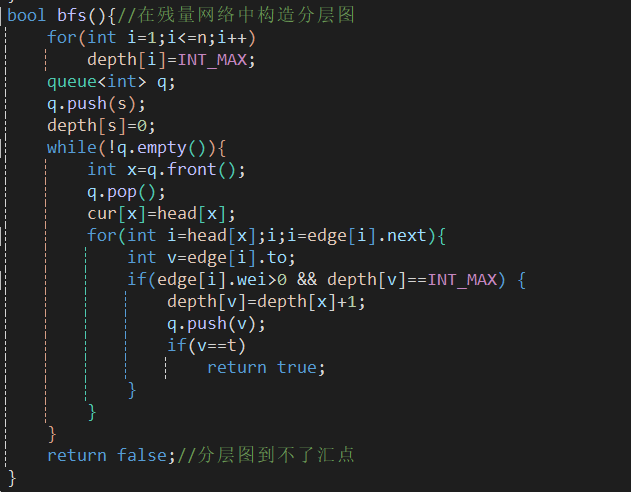 bool bfs(){//在残量网络中构造分层图
for(int i=1;i<=n;i++)
depth[i]=INT_MAX;
queue<int> q;
q.push(s);
depth[s]=0;
while(!q.empty()){
int x=q.front();
q.pop();
cur[x]=head[x];
for(int i=head[x];i;i=edge[i].next){
int v=edge[i].to;
if(edge[i].wei>0 && depth[v]==INT_MAX) {
depth[v]=depth[x]+1;
q.push(v);
if(v==t)
return true;
}
}
}
return false;//分层图到不了汇点
}